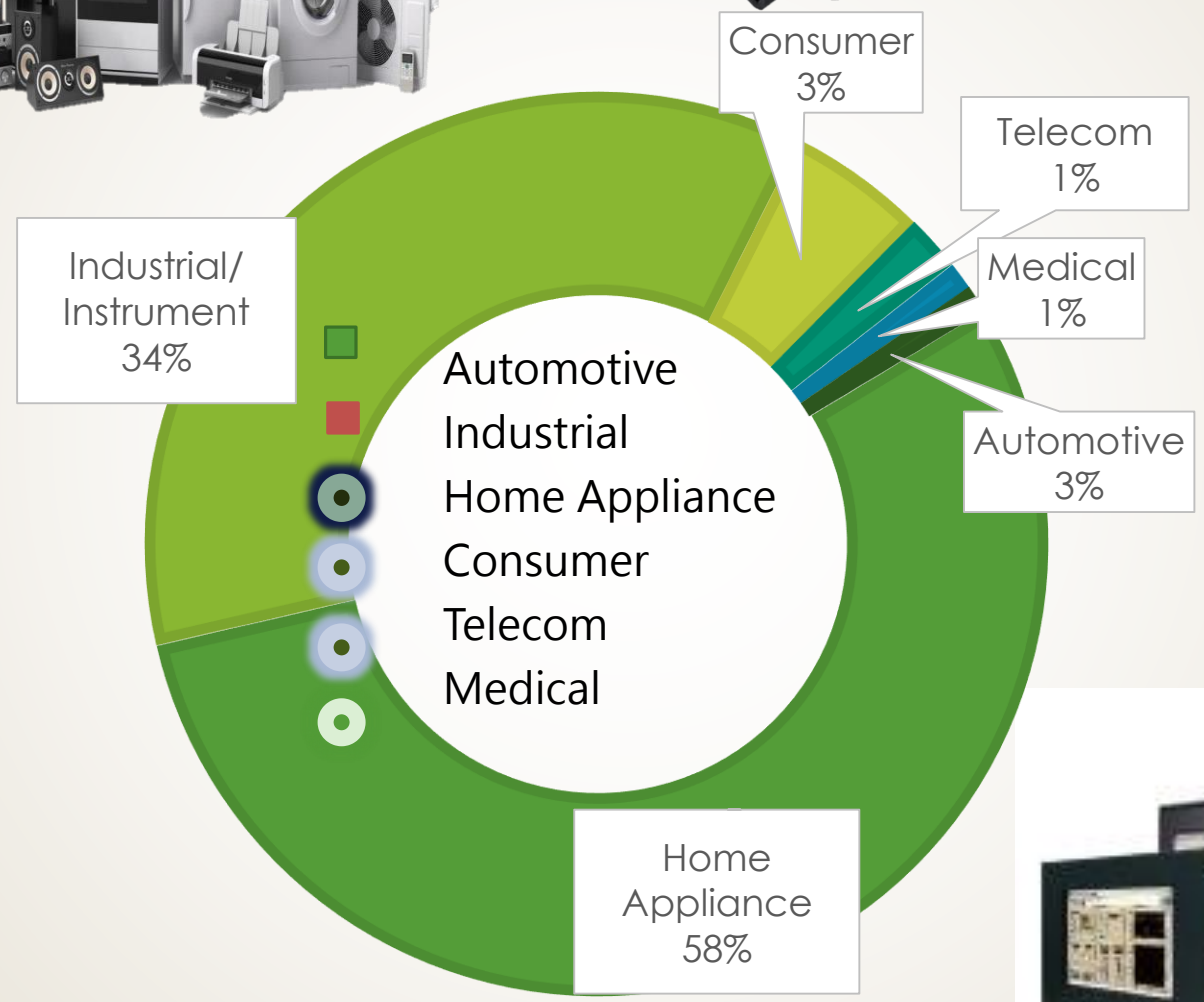 Consumer
3%
Telecom
1%
Industrial/
Instrument
34%
Medical
1%
Automotive
Industrial
Home Appliance
Consumer
Telecom
Medical
Automotive
3%
Home
Appliance
58%